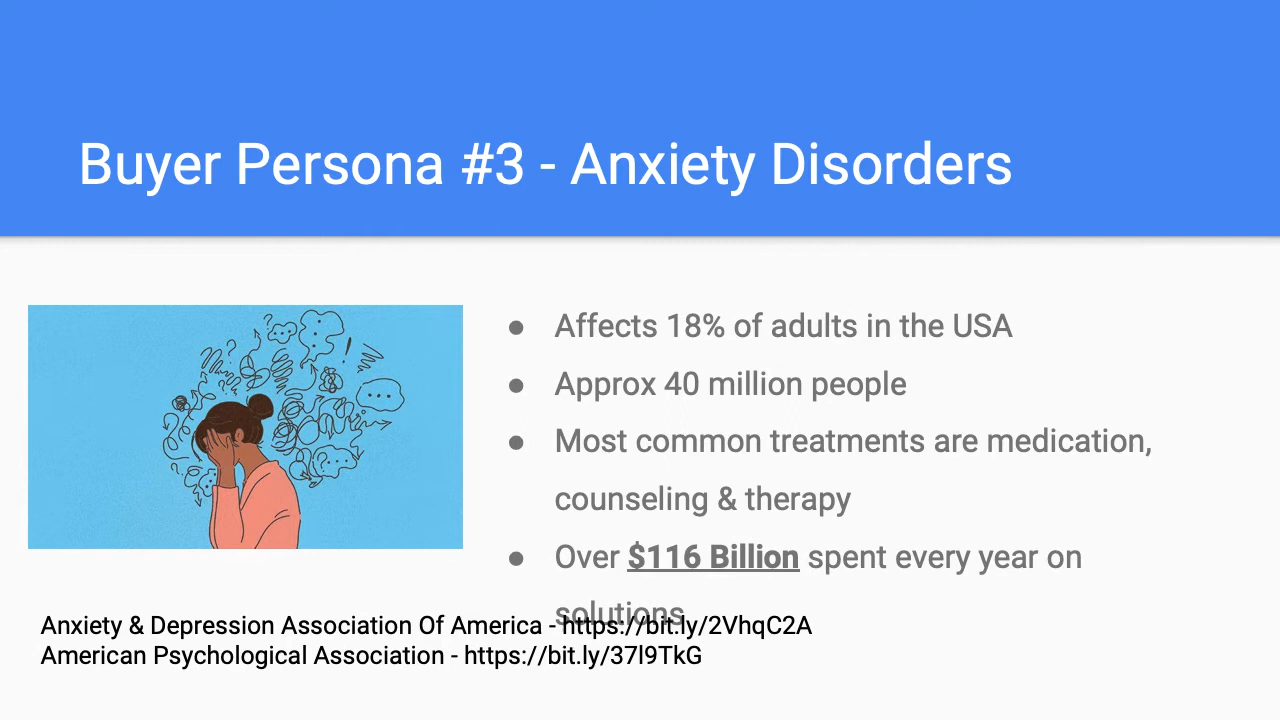 Buyer Persona #3 - Anxiety Disorders
● Affects 18% of adults in the USA
● Approx 40 million people
● Most common treatments are medication,
counseling & therapy
● Over $116 Billion spent every year on
solutions
Anxiety & Depression Association Of America - https://bit.ly/2VhqC2A
American Psychological Association - https://bit.ly/37l9TkG